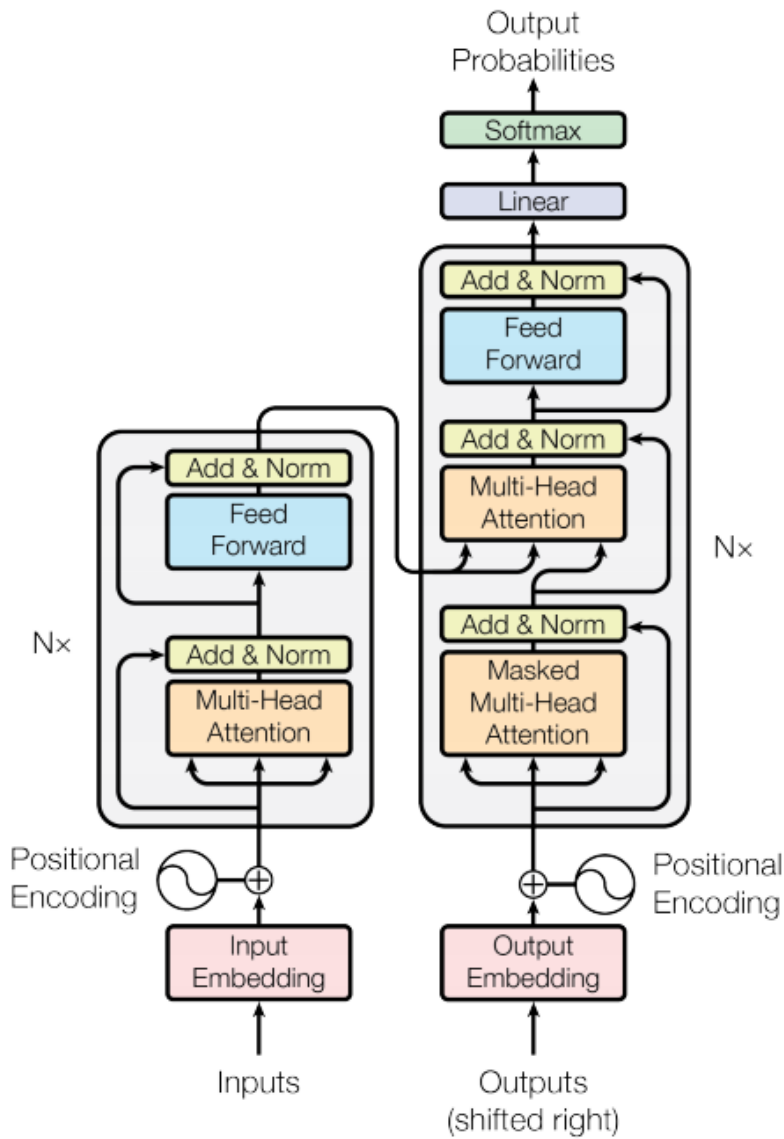 Output
Probabilities
Softmax
Linear
Add & Norm
Feed
Forward
Add & Norm
Multi-Head
Attention
Nx
Add & Norm
Masked
Multi-Head
Attention
Add & Norm
Feed
Forward
Nx
Add & Norm
Multi-Head
Attention
Positional
Encoding
Positional
Encoding
Input
Embedding
Output
Embedding
Inputs
Outputs
(shifted right)